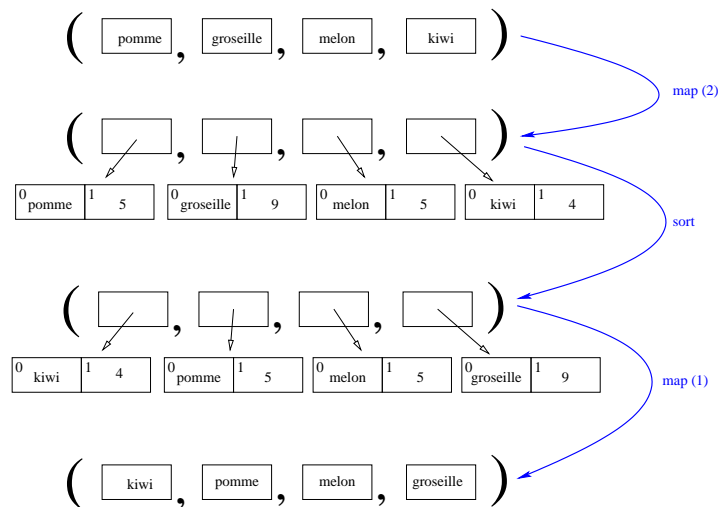 ( pomme , groseille , melon , kiwi )
map (2)
( , , , )
0 pomme 1 5 0 groseille 1 9 0 melon 1 5 0 kiwi 1 4
sort
( , , , )
0 kiwi 1 4 0 pomme 1 5 0 melon 1 5 0 groseille 1 9
map (1)
( kiwi , pomme , melon , groseille )